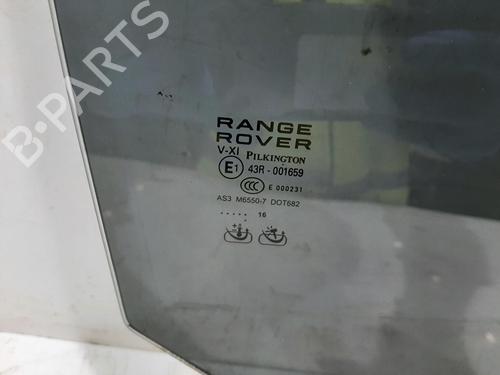 B-PARTS
RANGE
ROVER
V-XI PILKINGTON
E1 43R - 001659
CCC E 000231
AS3 M6550-7 DOT682
..... 16